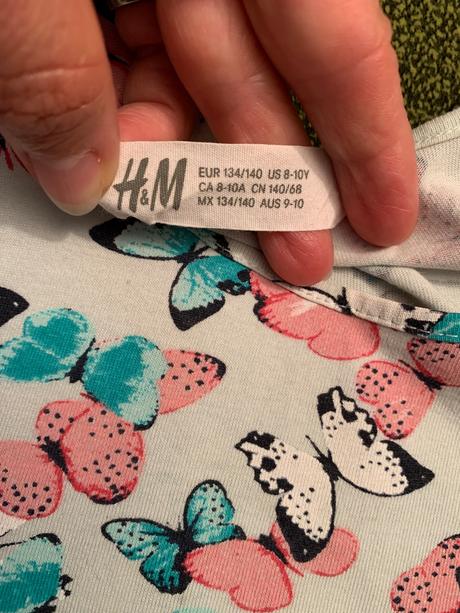 H&M
EUR 134/140 US 8-10Y
CA 8-10A CN 140/68
MX 134/140 AUS 9-10